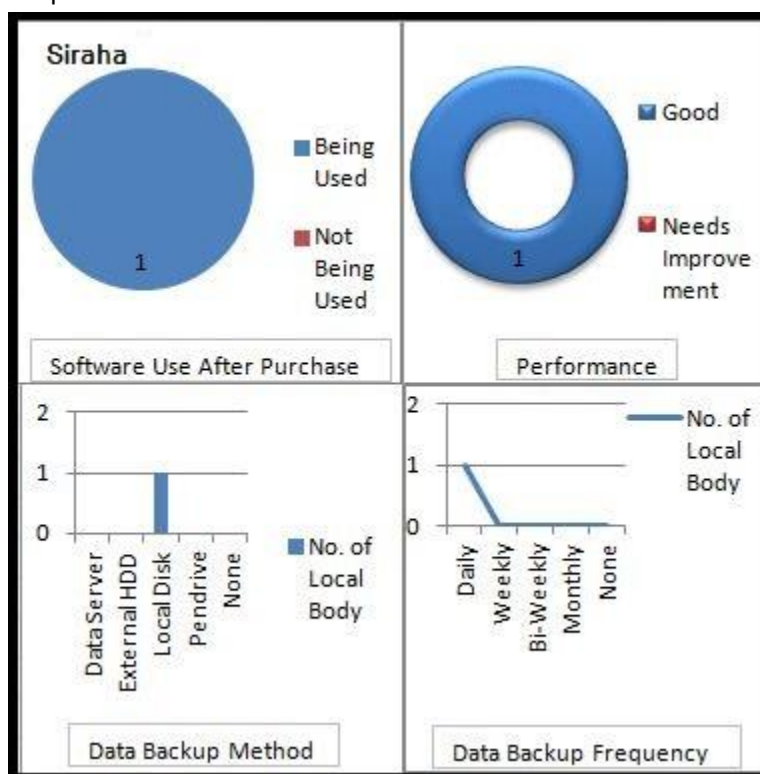 Siraha
Being
Used
Not
Being
Used
1
Software Use After Purchase
Good
Needs
Improve
ment
1
Performance
2
1
0
Data Server
External HDD
Local Disk
Pendrive
None
No. of
Local
Body
Data Backup Method
2
1
0
Daily
Weekly
Bi-Weekly
Monthly
None
No. of
Local
Body
Data Backup Frequency